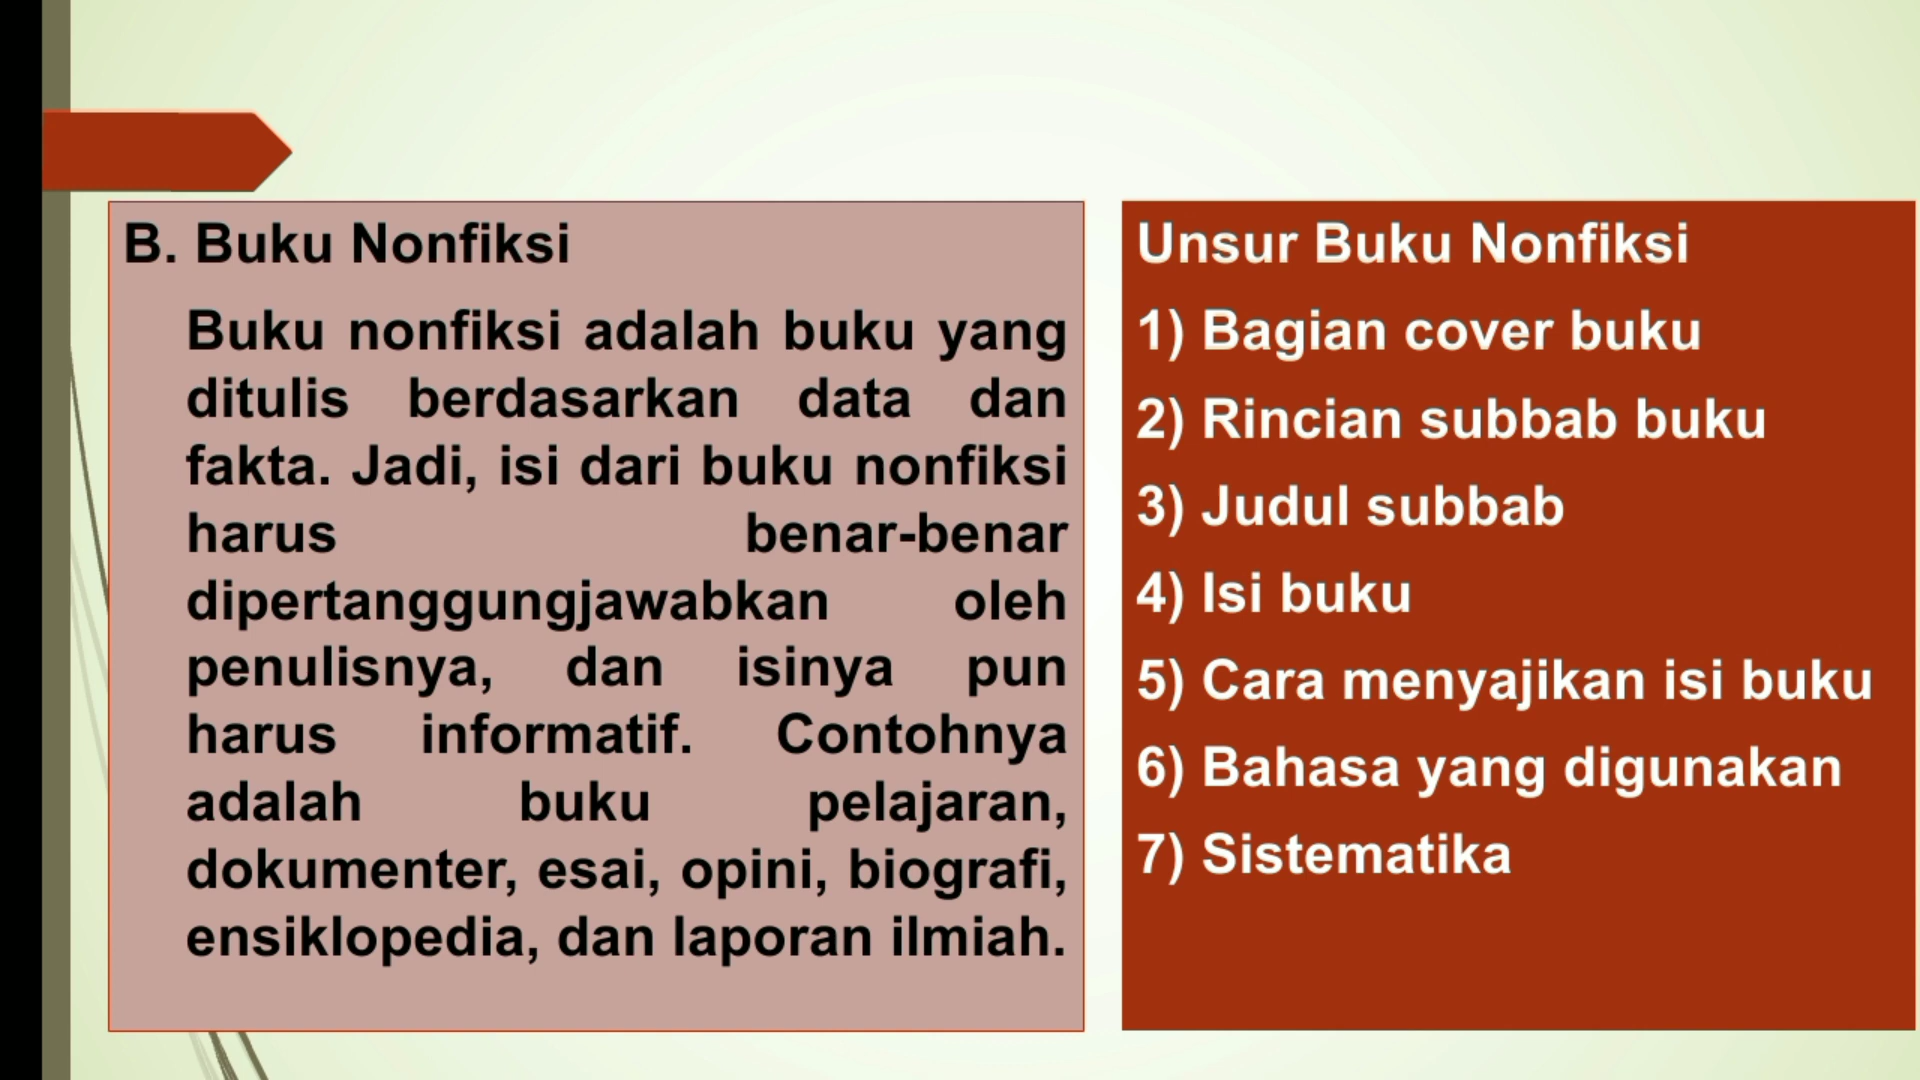 B. Buku Nonfiksi
Buku nonfiksi adalah buku yang
ditulis berdasarkan data dan
fakta. Jadi, isi dari buku nonfiksi
harus benar-benar
dipertanggungjawabkan oleh
penulisnya, dan isinya pun
harus informatif. Contohnya
adalah buku pelajaran,
dokumenter, esai, opini, biografi,
ensiklopedia, dan laporan ilmiah.
Unsur Buku Nonfiksi
1) Bagian cover buku
2) Rincian subbab buku
3) Judul subbab
4) Isi buku
5) Cara menyajikan isi buku
6) Bahasa yang digunakan
7) Sistematika